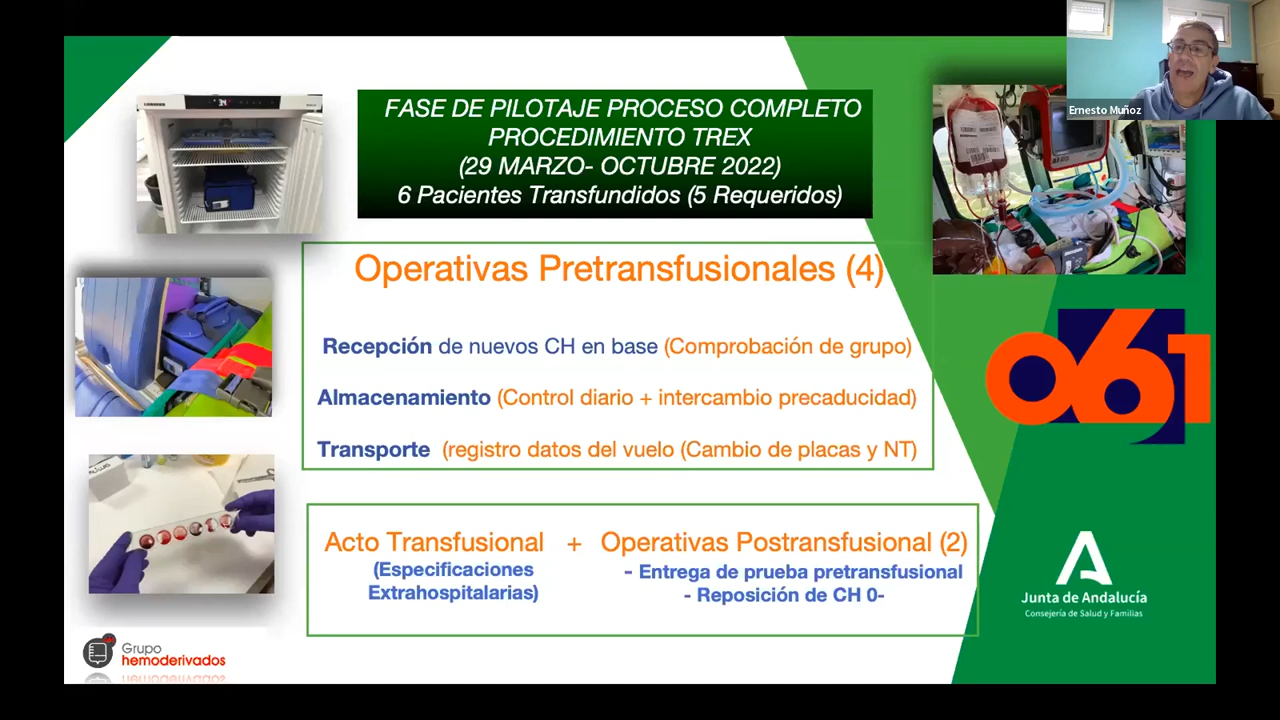 Ernesto Muñoz
FASE DE PILOTAJE PROCESO COMPLETO
PROCEDIMIENTO TREX
(29 MARZO- OCTUBRE 2022)
6 Pacientes Transfundidos (5 Requeridos)
Operativas Pretransfusionales (4)
Recepción de nuevos CH en base (Comprobación de grupo)
Almacenamiento (Control diario + intercambio precaducidad)
Transporte (registro datos del vuelo (Cambio de placas y NT)
Acto Transfusional + Operativas Postransfusional (2)
(Especificaciones
Extrahospitalarias)
- Entrega de prueba pretransfusional
- Reposición de CH 0-
061
Junta de Andalucía
Consejería de Salud y Familias
Grupo
hemoderivados
LIEBHERR